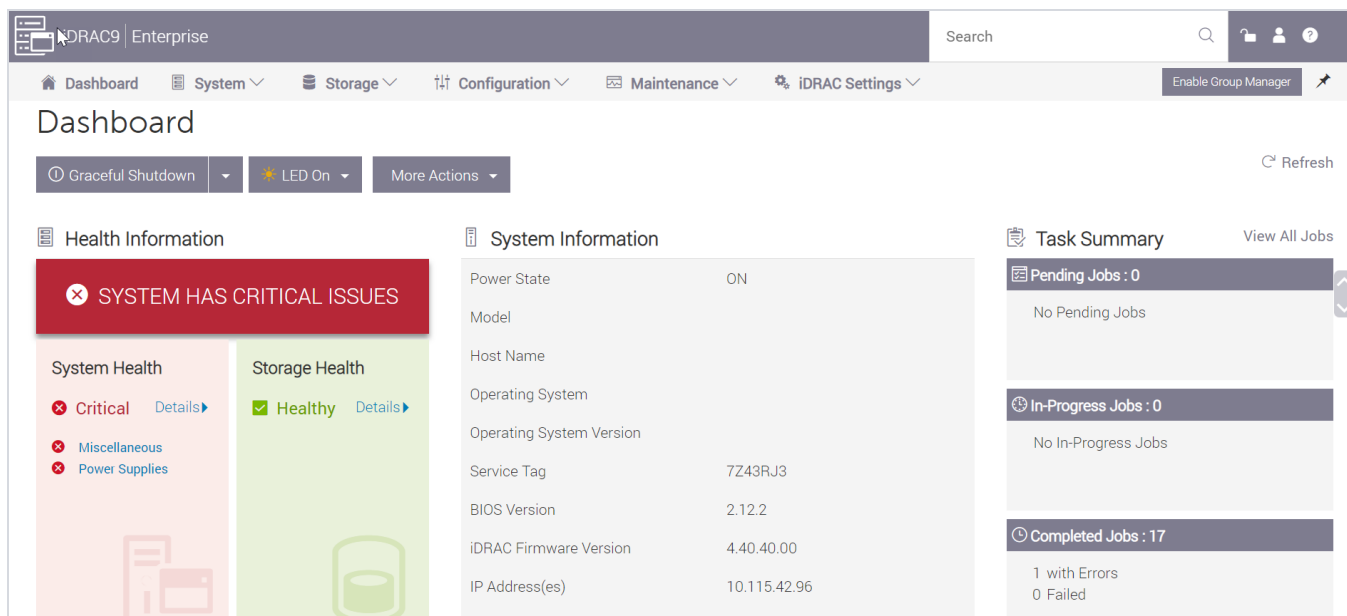 iDRAC9 | Enterprise
Search
Dashboard System Storage Configuration Maintenance iDRAC Settings Enable Group Manager
Dashboard
Graceful Shutdown LED On More Actions Refresh
Health Information
SYSTEM HAS CRITICAL ISSUES
System Health
Critical Details
Miscellaneous
Power Supplies
Storage Health
Healthy Details
System Information
Power State ON
Model
Host Name
Operating System
Operating System Version
Service Tag 7Z43RJ3
BIOS Version 2.12.2
iDRAC Firmware Version 4.40.40.00
IP Address(es) 10.115.42.96
Task Summary View All Jobs
Pending Jobs : 0
No Pending Jobs
In-Progress Jobs : 0
No In-Progress Jobs
Completed Jobs : 17
1 with Errors
0 Failed